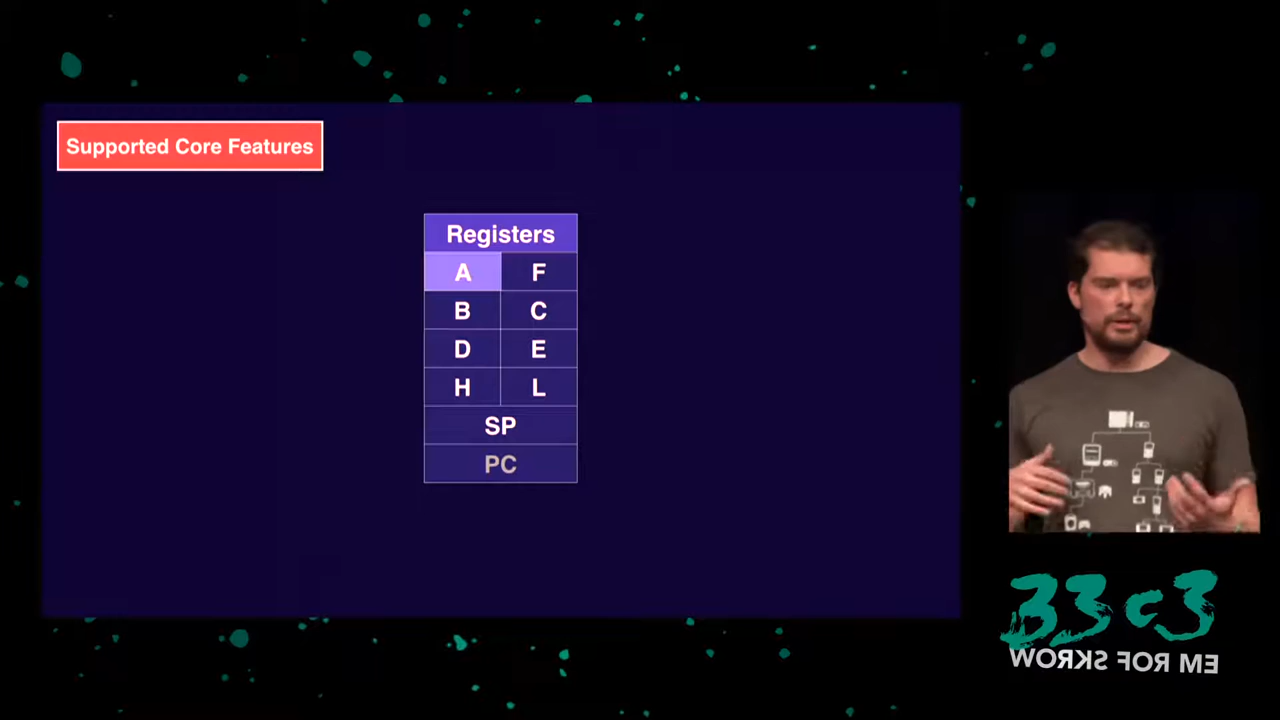 Supported Core Features
Registers
A F
B C
D E
H L
SP
PC
33c3
WORKS FOR ME